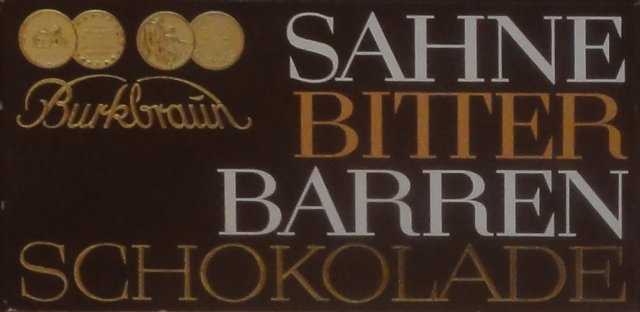 Burkbraun
SAHNE
BITTER
BARREN
SCHOKOLADE